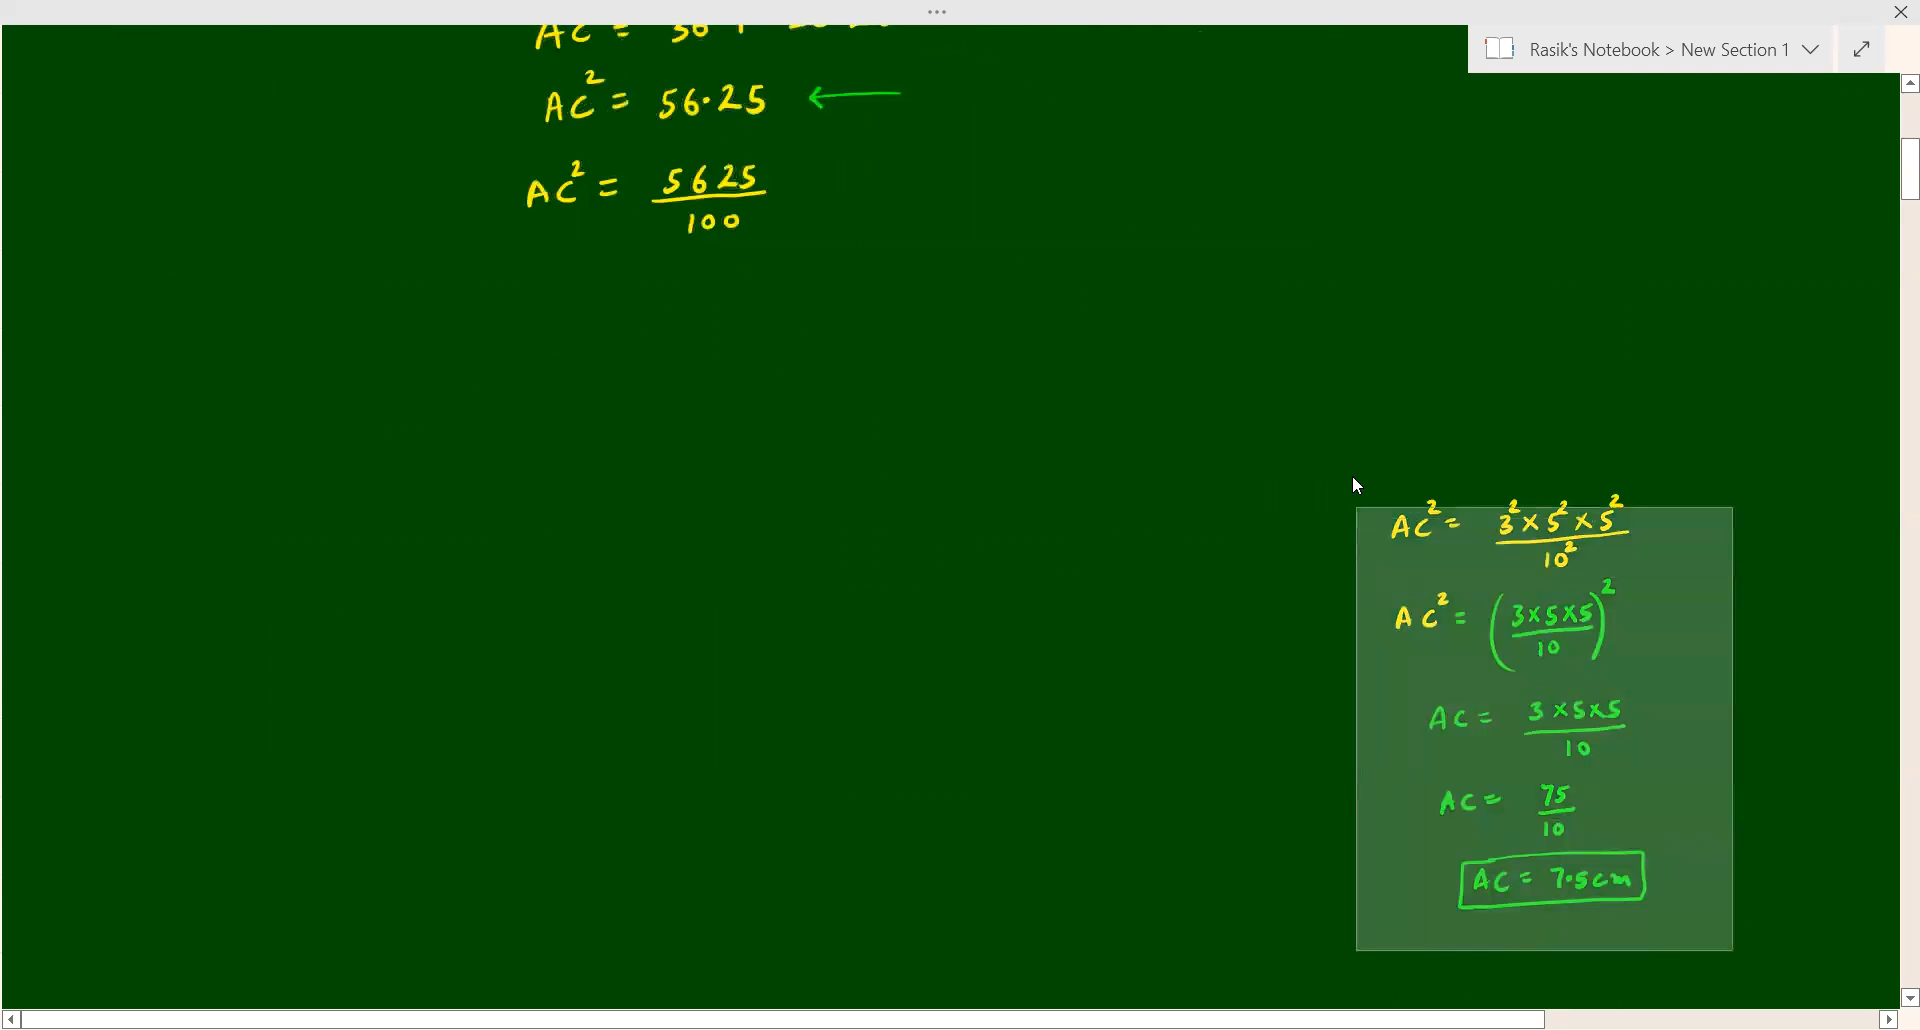 Rasik's Notebook > New Section 1
AC² = 56.25 ←
AC² = 5625/100
AC² = 3² × 5² × 5²/10²
AC² = (3×5×5/10)²
AC = 3×5×5/10
AC = 75/10
AC = 7.5cm